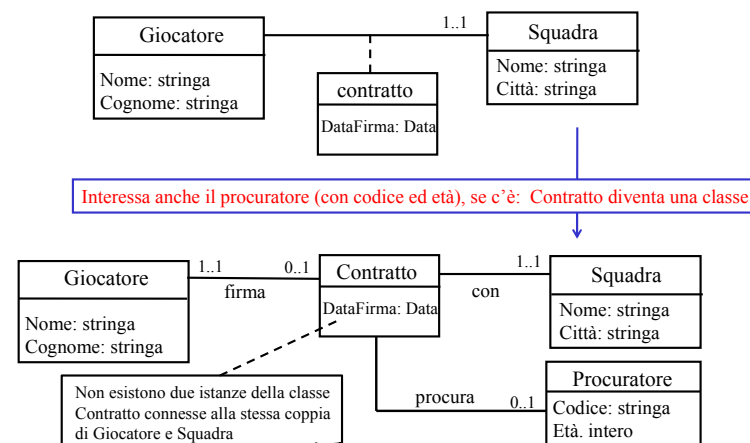 Giocatore
1..1
Squadra
Nome: stringa
Cognome: stringa
Nome: stringa
Città: stringa
contratto
DataFirma: Data
Interessa anche il procuratore (con codice ed età), se c'è: Contratto diventa una classe
Giocatore
1..1
0..1
firma
Contratto
1..1
con
Squadra
Nome: stringa
Cognome: stringa
DataFirma: Data
Nome: stringa
Città: stringa
Non esistono due istanze della classe
Contratto connesse alla stessa coppia
di Giocatore e Squadra
procura
0..1
Procuratore
Codice: stringa
Età. intero